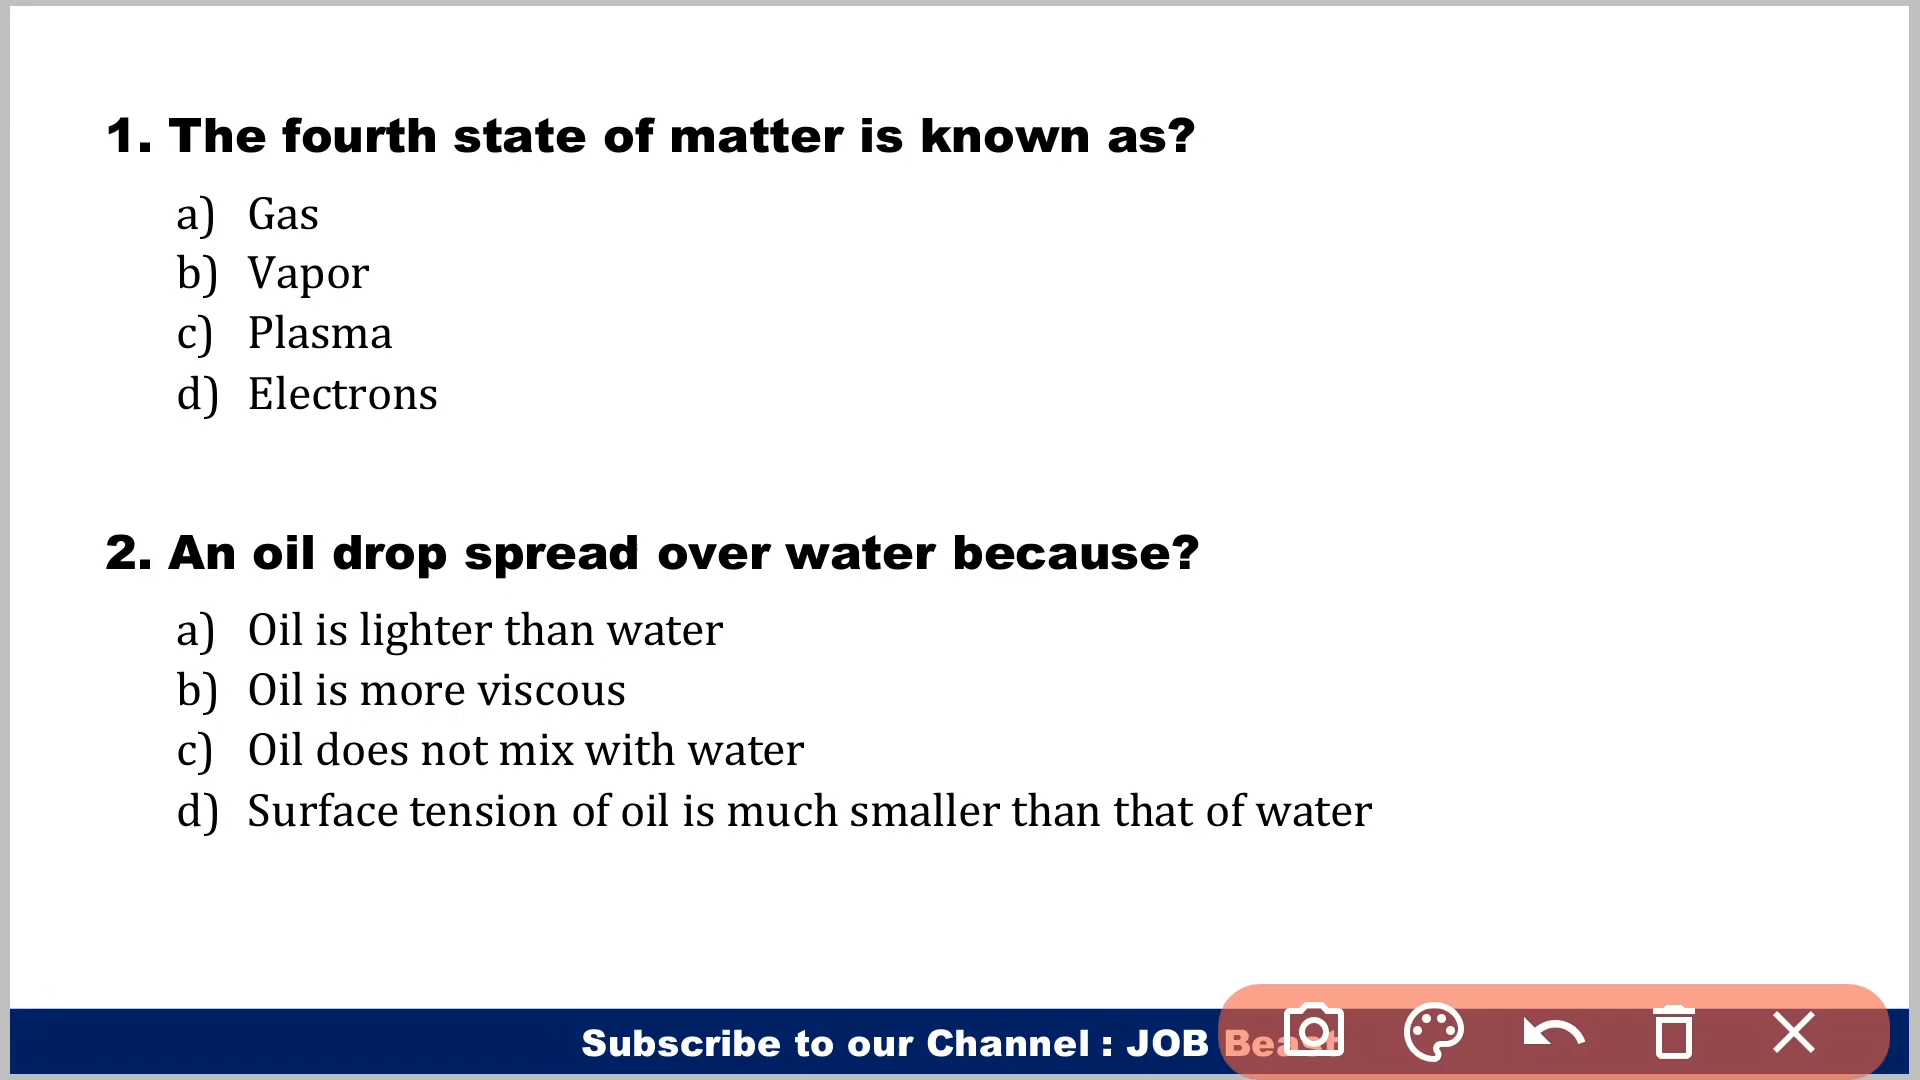 1. The fourth state of matter is known as?
a) Gas
b) Vapor
c) Plasma
d) Electrons
2. An oil drop spread over water because?
a) Oil is lighter than water
b) Oil is more viscous
c) Oil does not mix with water
d) Surface tension of oil is much smaller than that of water
Subscribe to our Channel : JOB Beast